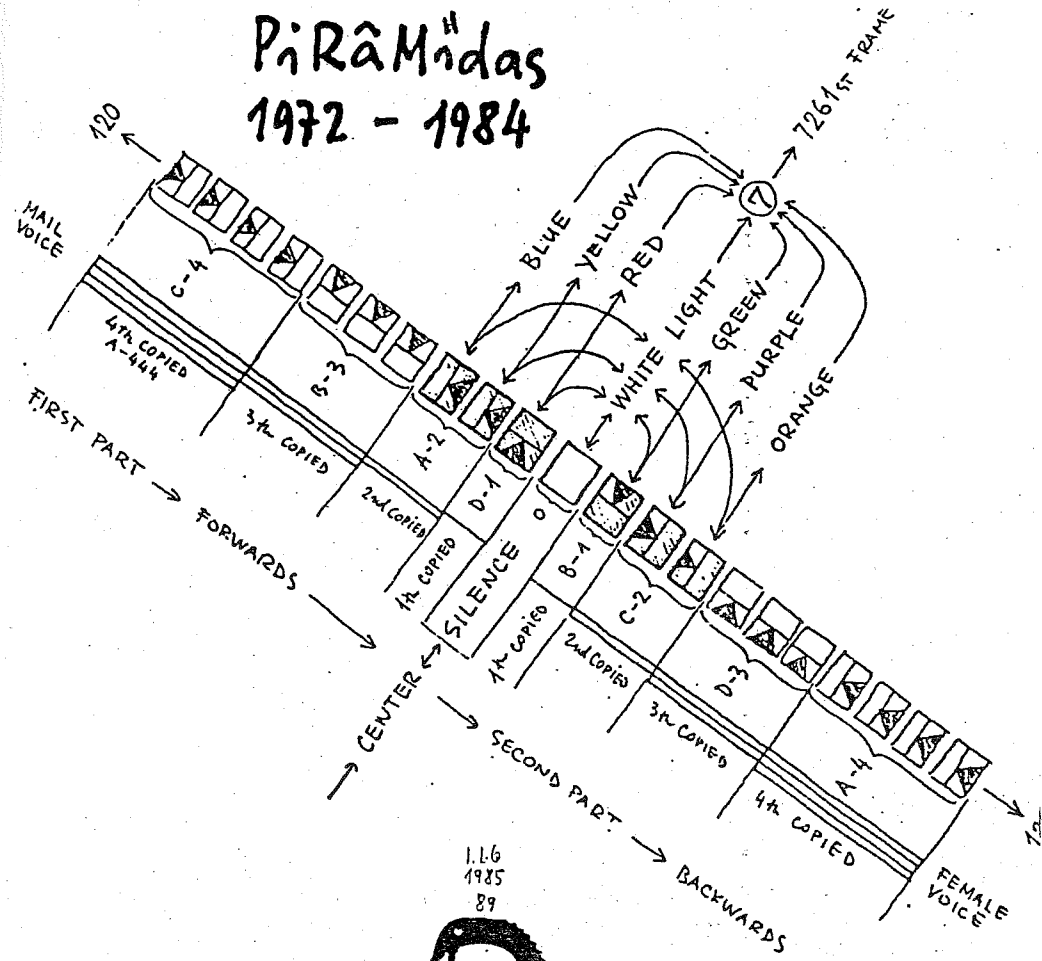 PiRâMïdas
H
1972 - 1984
7261ST FRAME
7
120
MAIL
VOICE
BLUE
YELLOW
RED
WHITE LIGHT
GREEN
PURPLE
ORANGE
C-4
B-3
A-2
D-1
0
B-1
C-2
D-3
A-4
4th COPIED
A-444
3th COPIED
2nd COPIED
1th COPIED
SILENCE
1th COPIED
2nd COPIED
3th COPIED
4th COPIED
FIRST PART → FORWARDS
CENTER
SECOND PART → BACKWARDS
FEMALE
VOICE
I.L.G
1985
89